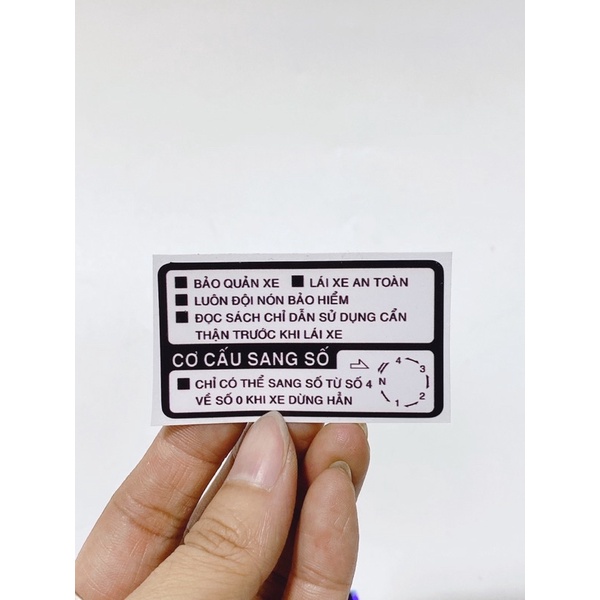 BẢO QUẢN XE LÁI XE AN TOÀN
LUÔN ĐỘI NÓN BẢO HIỂM
ĐỌC SÁCH CHỈ DẪN SỬ DỤNG CẨN
THẬN TRƯỚC KHI LÁI XE
CƠ CẤU SANG SỐ
CHỈ CÓ THỂ SANG SỐ TỪ SỐ 4
VỀ SỐ 0 KHI XE DỪNG HẲN
4
3
N
2
1